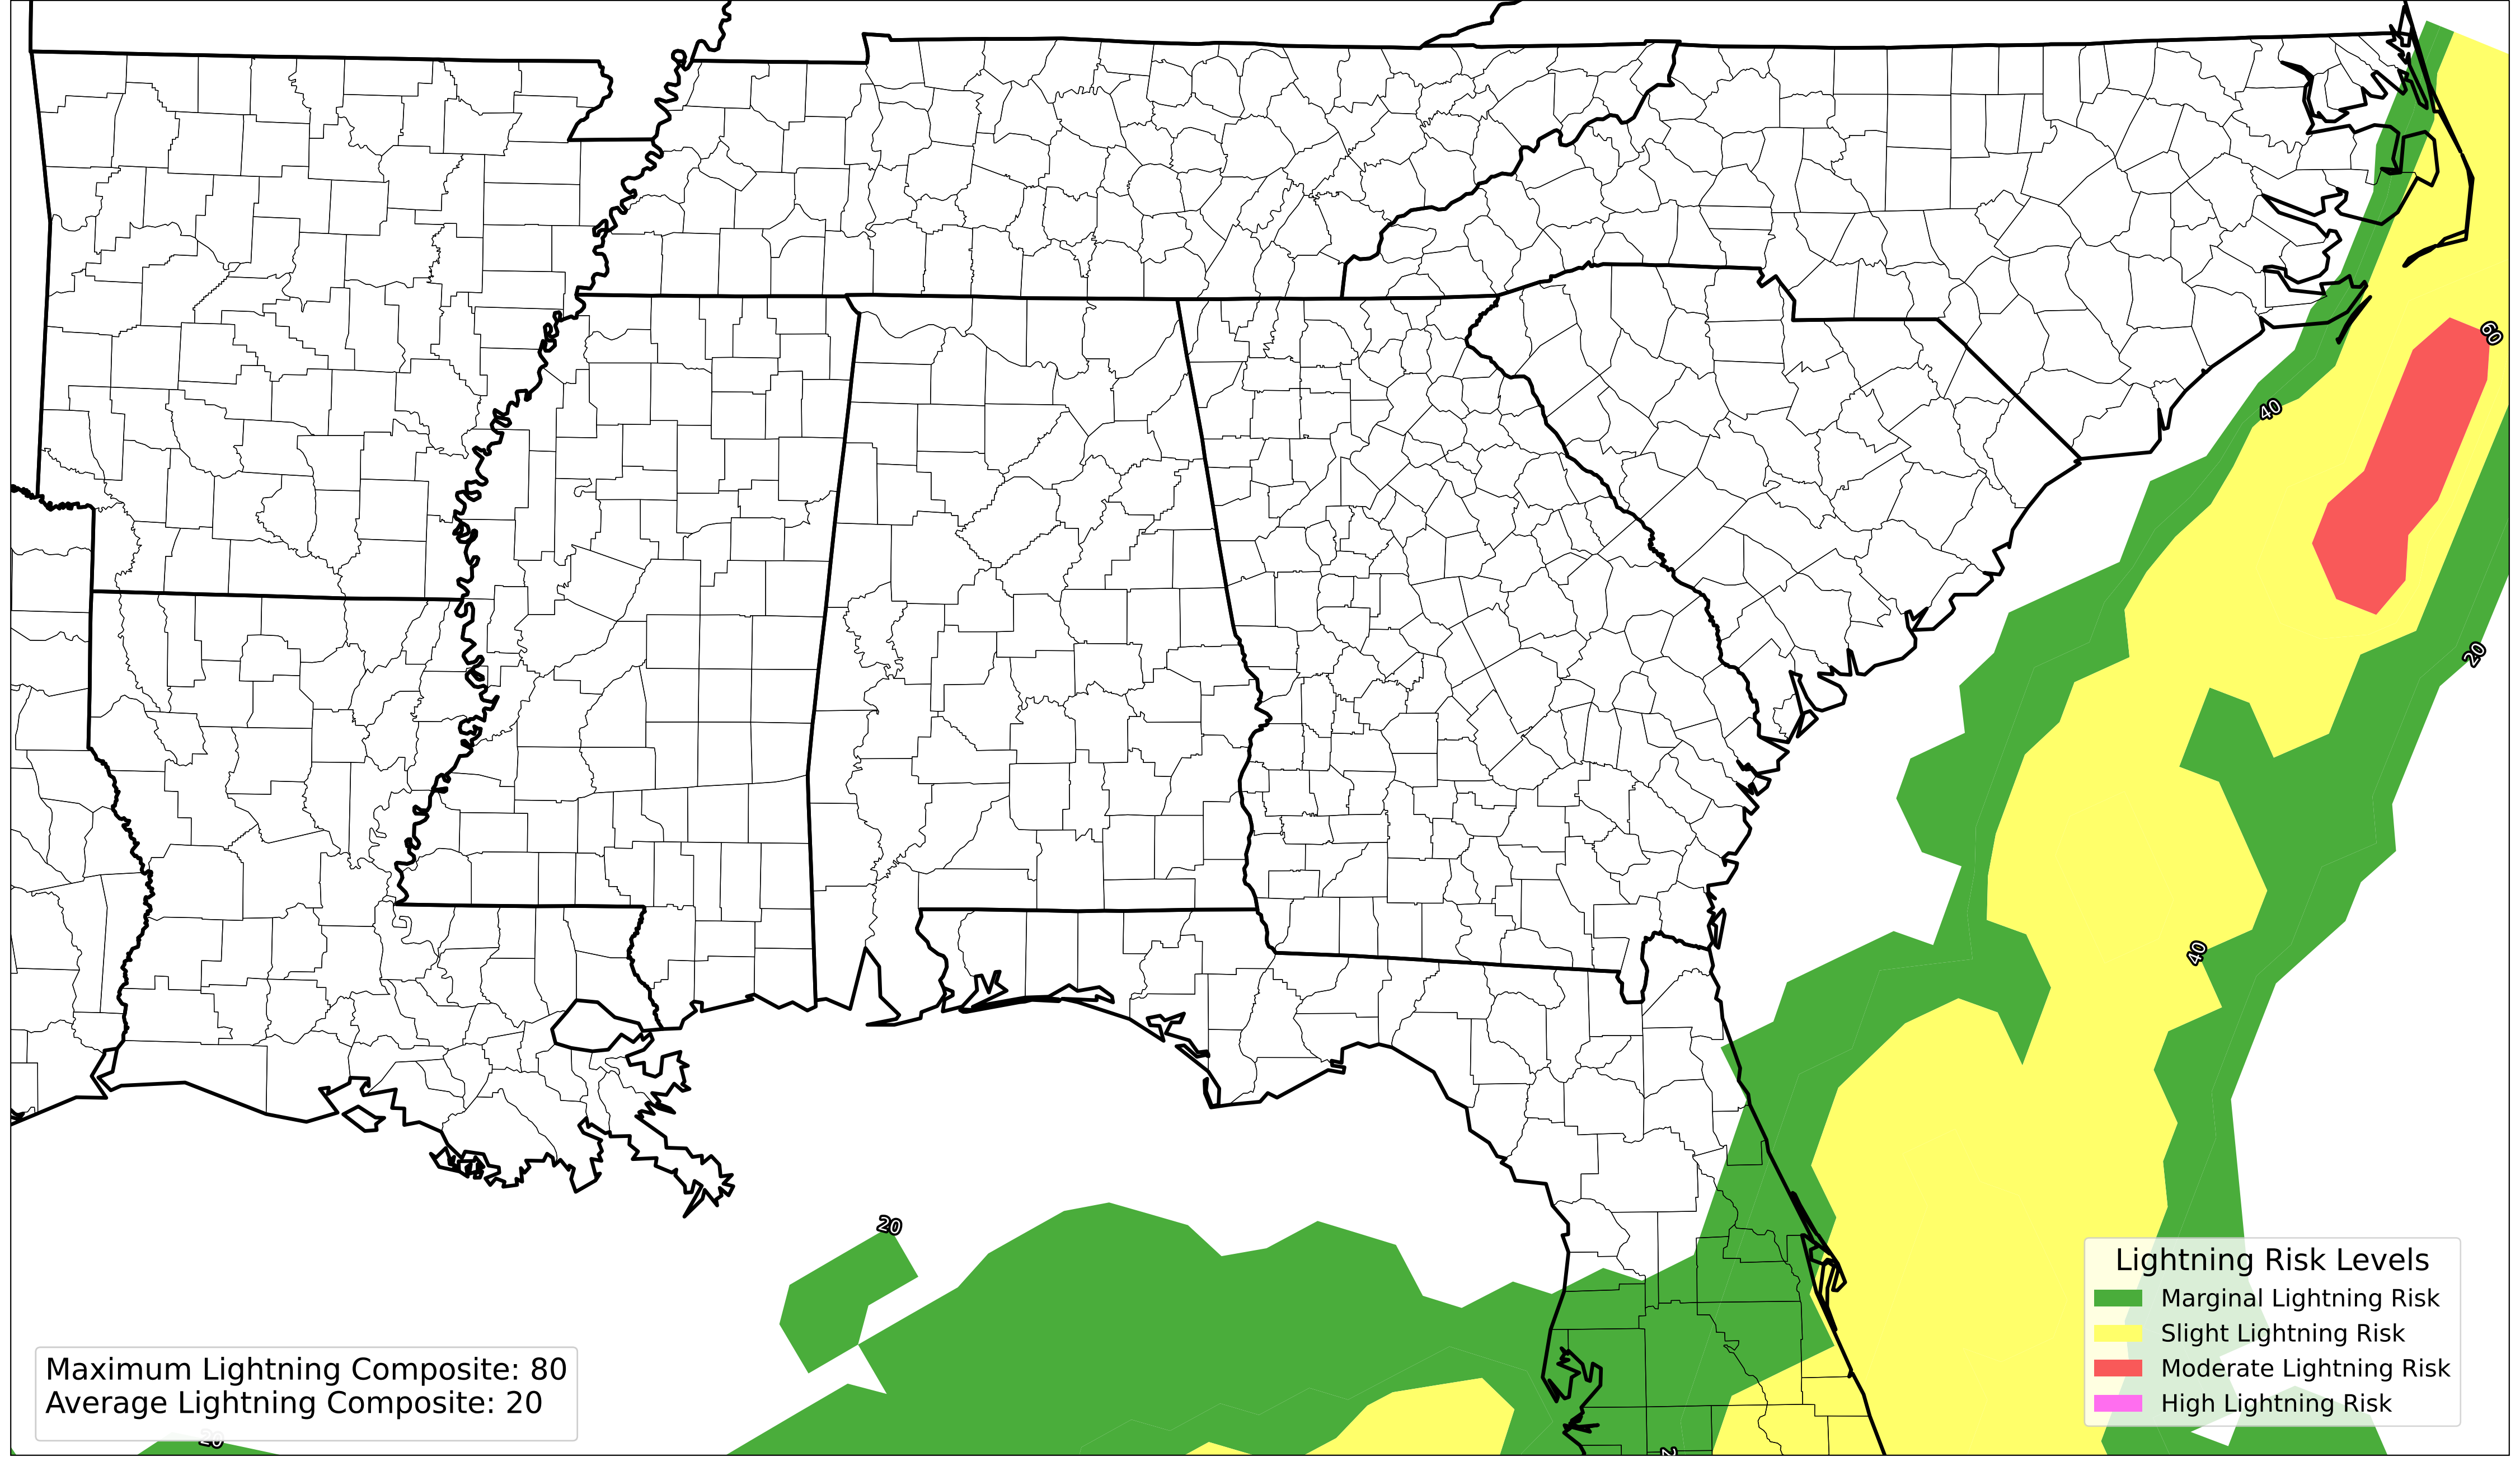 60
40
20
40
20
20
Lightning Risk Levels
Marginal Lightning Risk
Slight Lightning Risk
Moderate Lightning Risk
High Lightning Risk
Maximum Lightning Composite: 80
Average Lightning Composite: 20